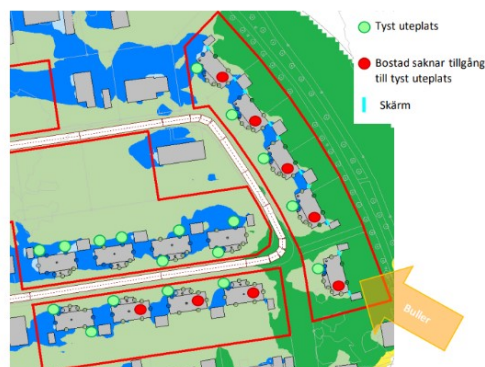 Tyst uteplats
Bostad saknar tillgång
till tyst uteplats
Skärm
Buller